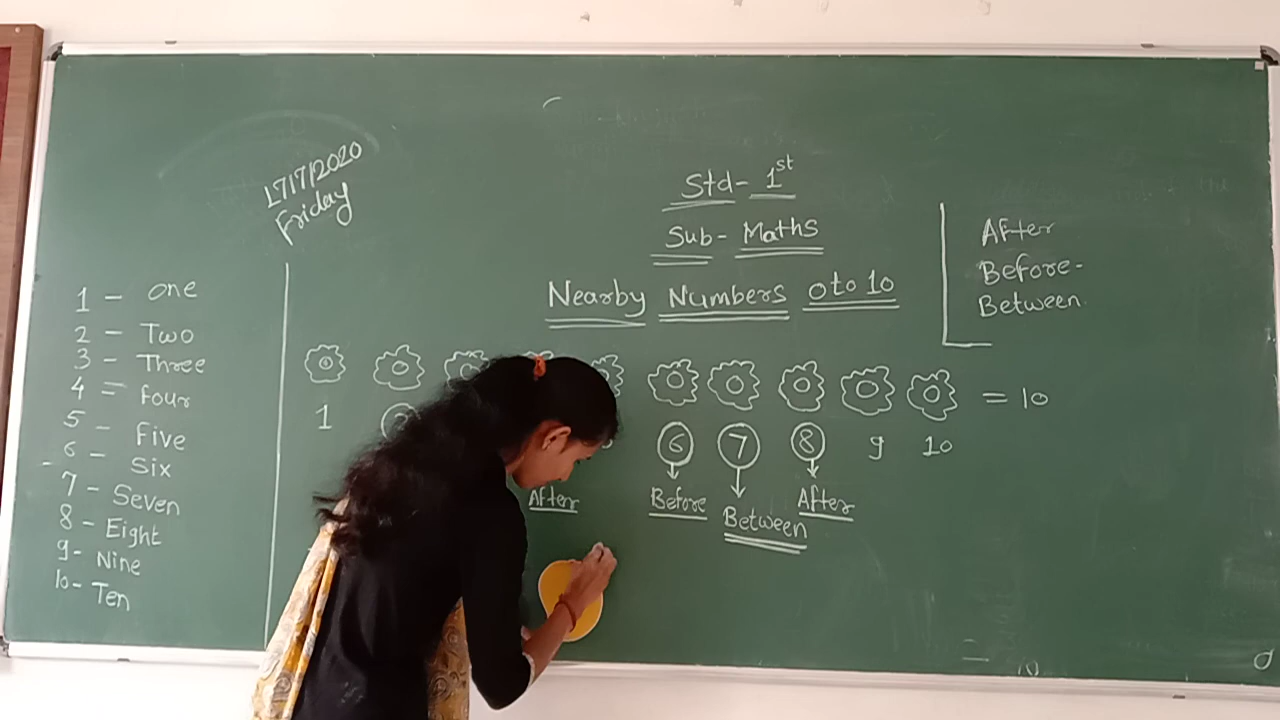 17/7/2020
Friday
Std- 1st
Sub- Maths
Nearby Numbers 0 to 10
After
Before-
Between
1 - one
2 - Two
3 - Three
4 - Four
5 - Five
6 - Six
7 - Seven
8 - Eight
9- Nine
10- Ten
= 10
1 2 6 7 8 9 10
After Before Between After